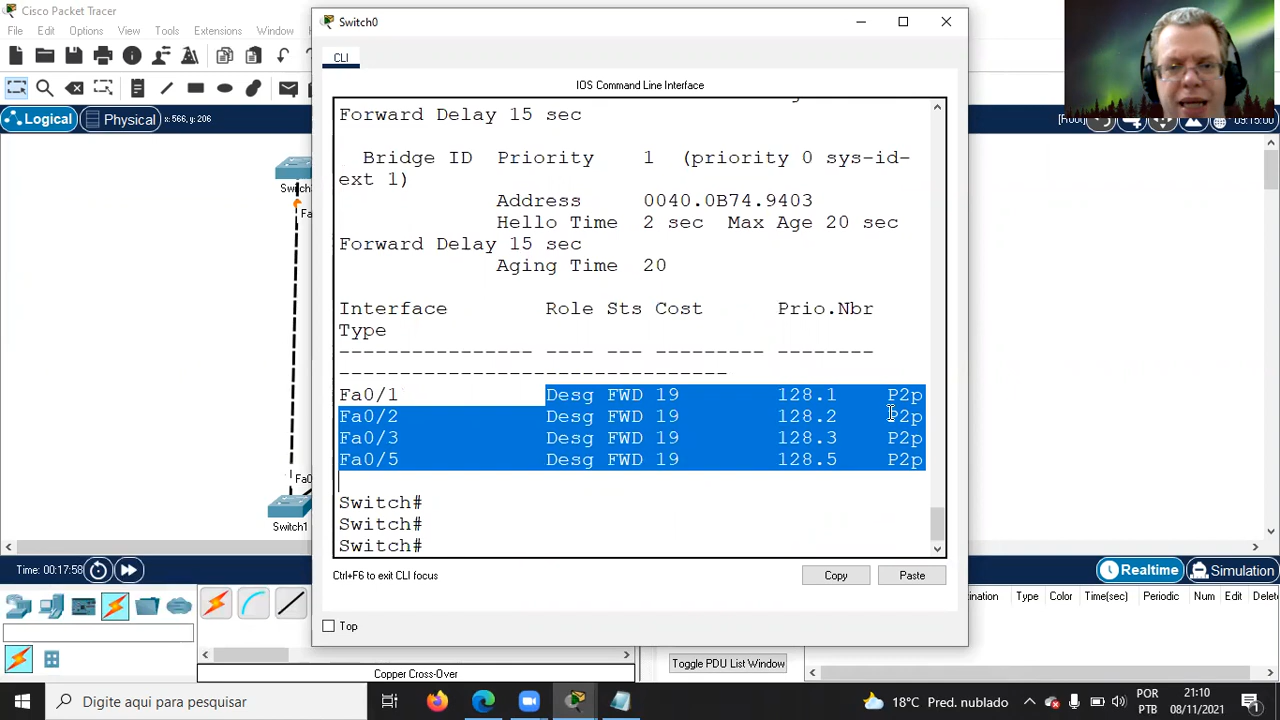 Cisco Packet Tracer
Switch0
File Edit Options View Tools Extensions Window
CLI
IOS Command Line Interface
Logical Physical x: 566, y: 206
[Root] 09:15:00
Forward Delay 15 sec
Bridge ID Priority 1 (priority 0 sys-id-
ext 1)
Address 0040.0B74.9403
Hello Time 2 sec Max Age 20 sec
Forward Delay 15 sec
Aging Time 20
Interface Role Sts Cost Prio.Nbr
Type
---------------- ---- --- --------- --------
--------------------------------
Fa0/1 Desg FWD 19 128.1 P2p
Fa0/2 Desg FWD 19 128.2 P2p
Fa0/3 Desg FWD 19 128.3 P2p
Fa0/5 Desg FWD 19 128.5 P2p
Switch#
Switch#
Switch#
Switch1
Time: 00:17:58
Ctrl+F6 to exit CLI focus
Copy Paste
Top
Realtime Simulation
Type Color Time(sec) Periodic Num Edit
Toggle PDU List Window
Copper Cross-Over
Digite aqui para pesquisar
18°C Pred. nublado
POR
PTB
21:10
08/11/2021